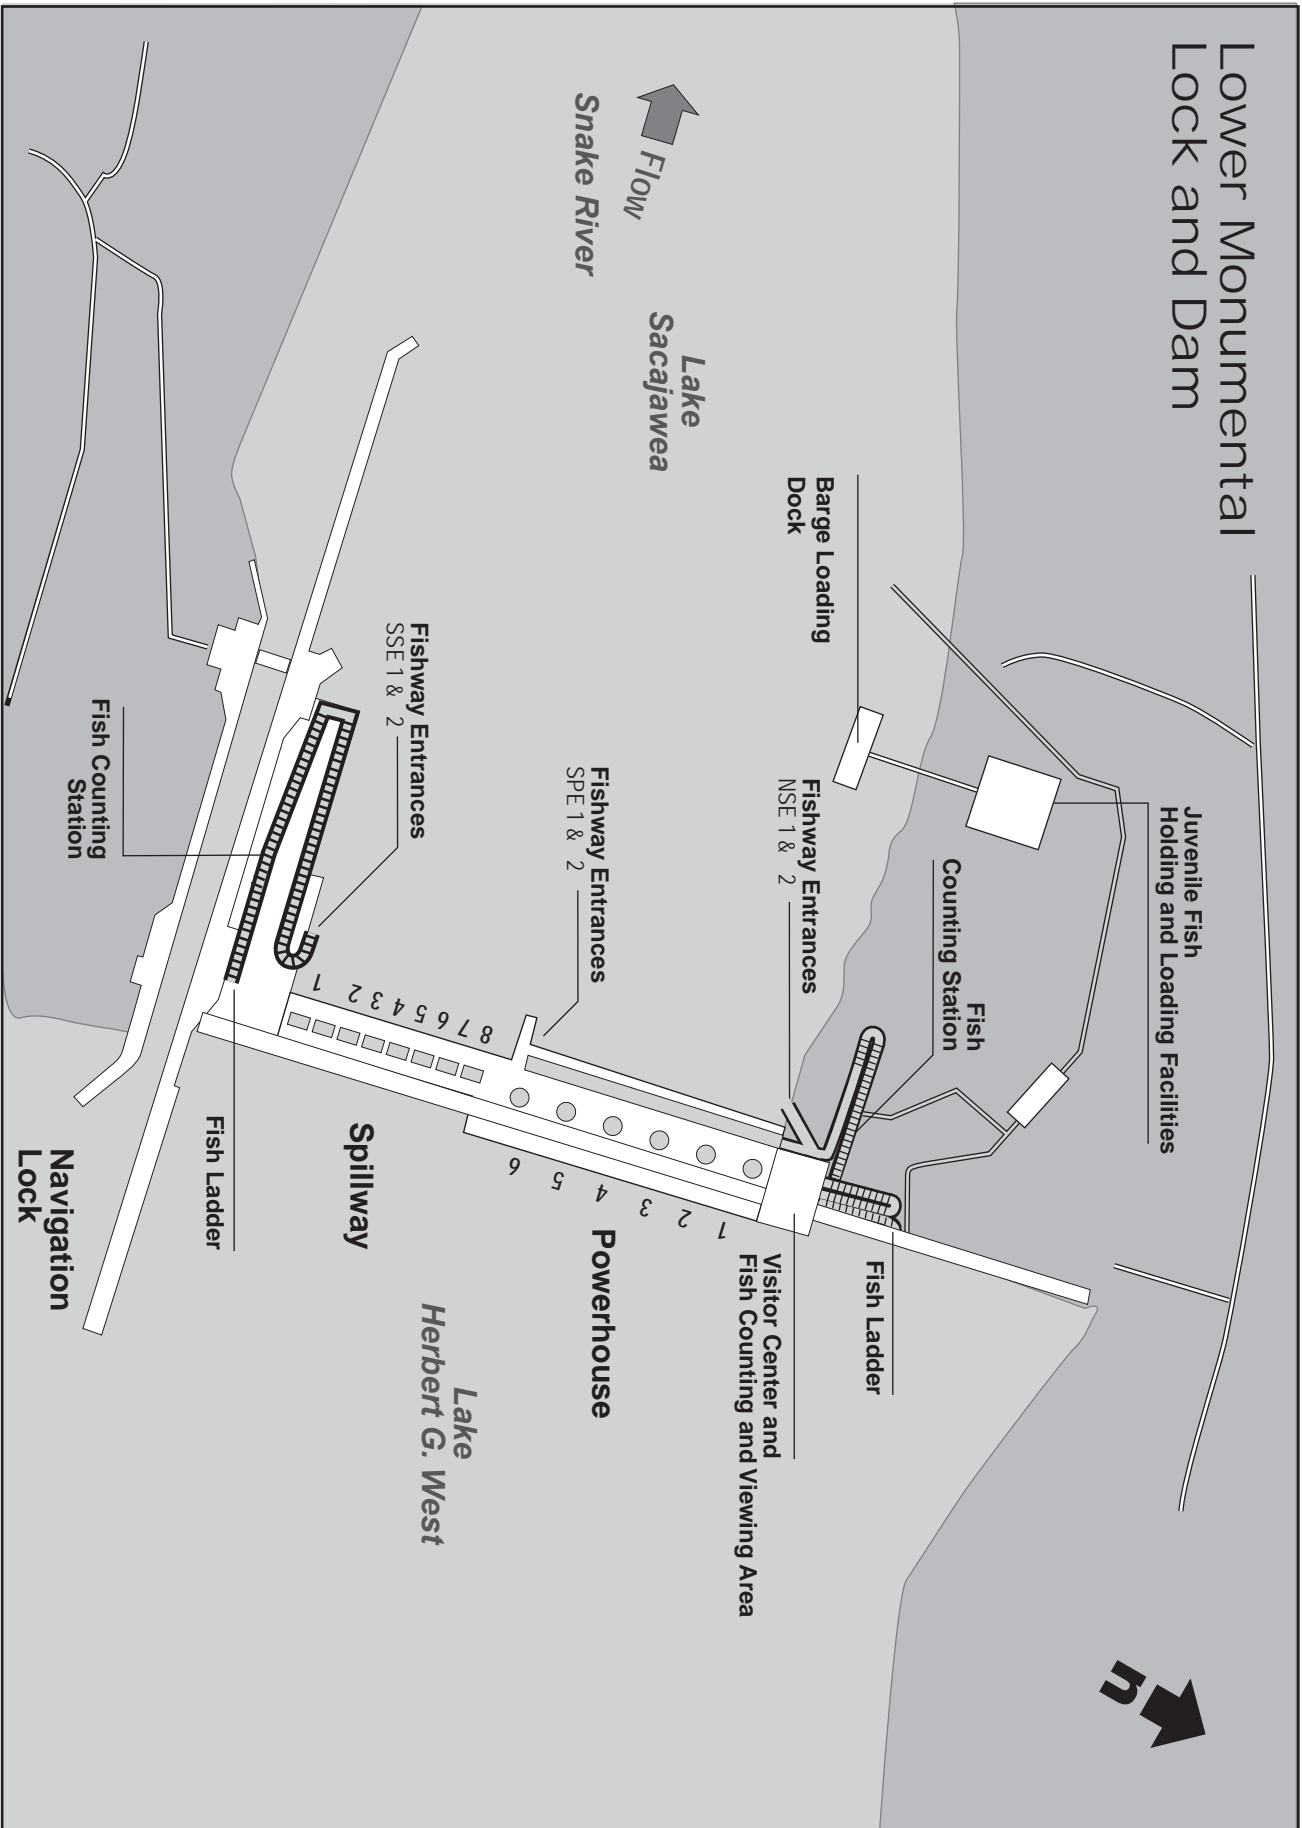 Lower Monumental
Lock and Dam
Juvenile Fish
Holding and Loading Facilities
Fish
Counting Station
Fish Ladder
Barge Loading
Dock
Fishway Entrances
NSE 1 & 2
Visitor Center and
Fish Counting and Viewing Area
Flow
Snake River
Lake
Sacajawea
Fishway Entrances
SPE 1 & 2
1
2
3
4
5
6
Powerhouse
Fishway Entrances
SSE 1 & 2
8
7
6
5
4
3
2
1
Spillway
Lake
Herbert G. West
Fish Ladder
Fish Counting
Station
Navigation
Lock
n